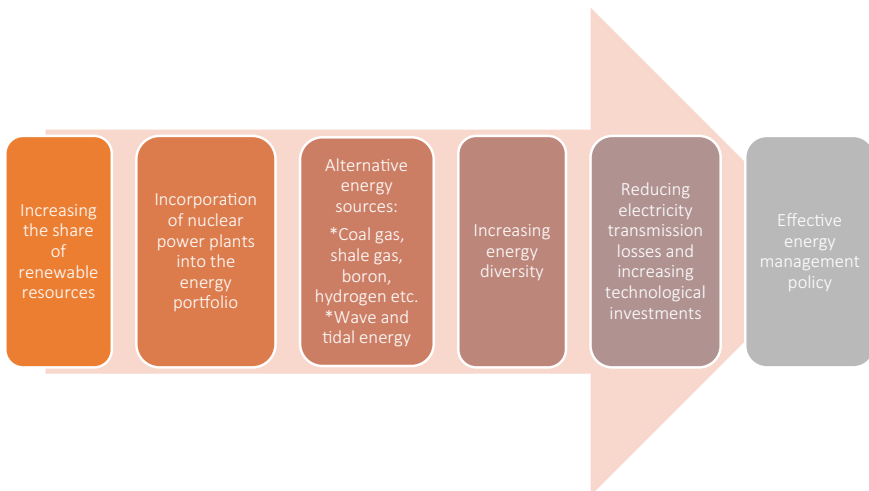 Increasing
the share
of
renewable
resources
Incorporation
of nuclear
power plants
into the
energy
portfolio
Alternative
energy
sources:
*Coal gas,
shale gas,
boron,
hydrogen etc.
*Wave and
tidal energy
Increasing
energy
diversity
Reducing
electricity
transmission
losses and
increasing
technological
investments
Effective
energy
management
policy